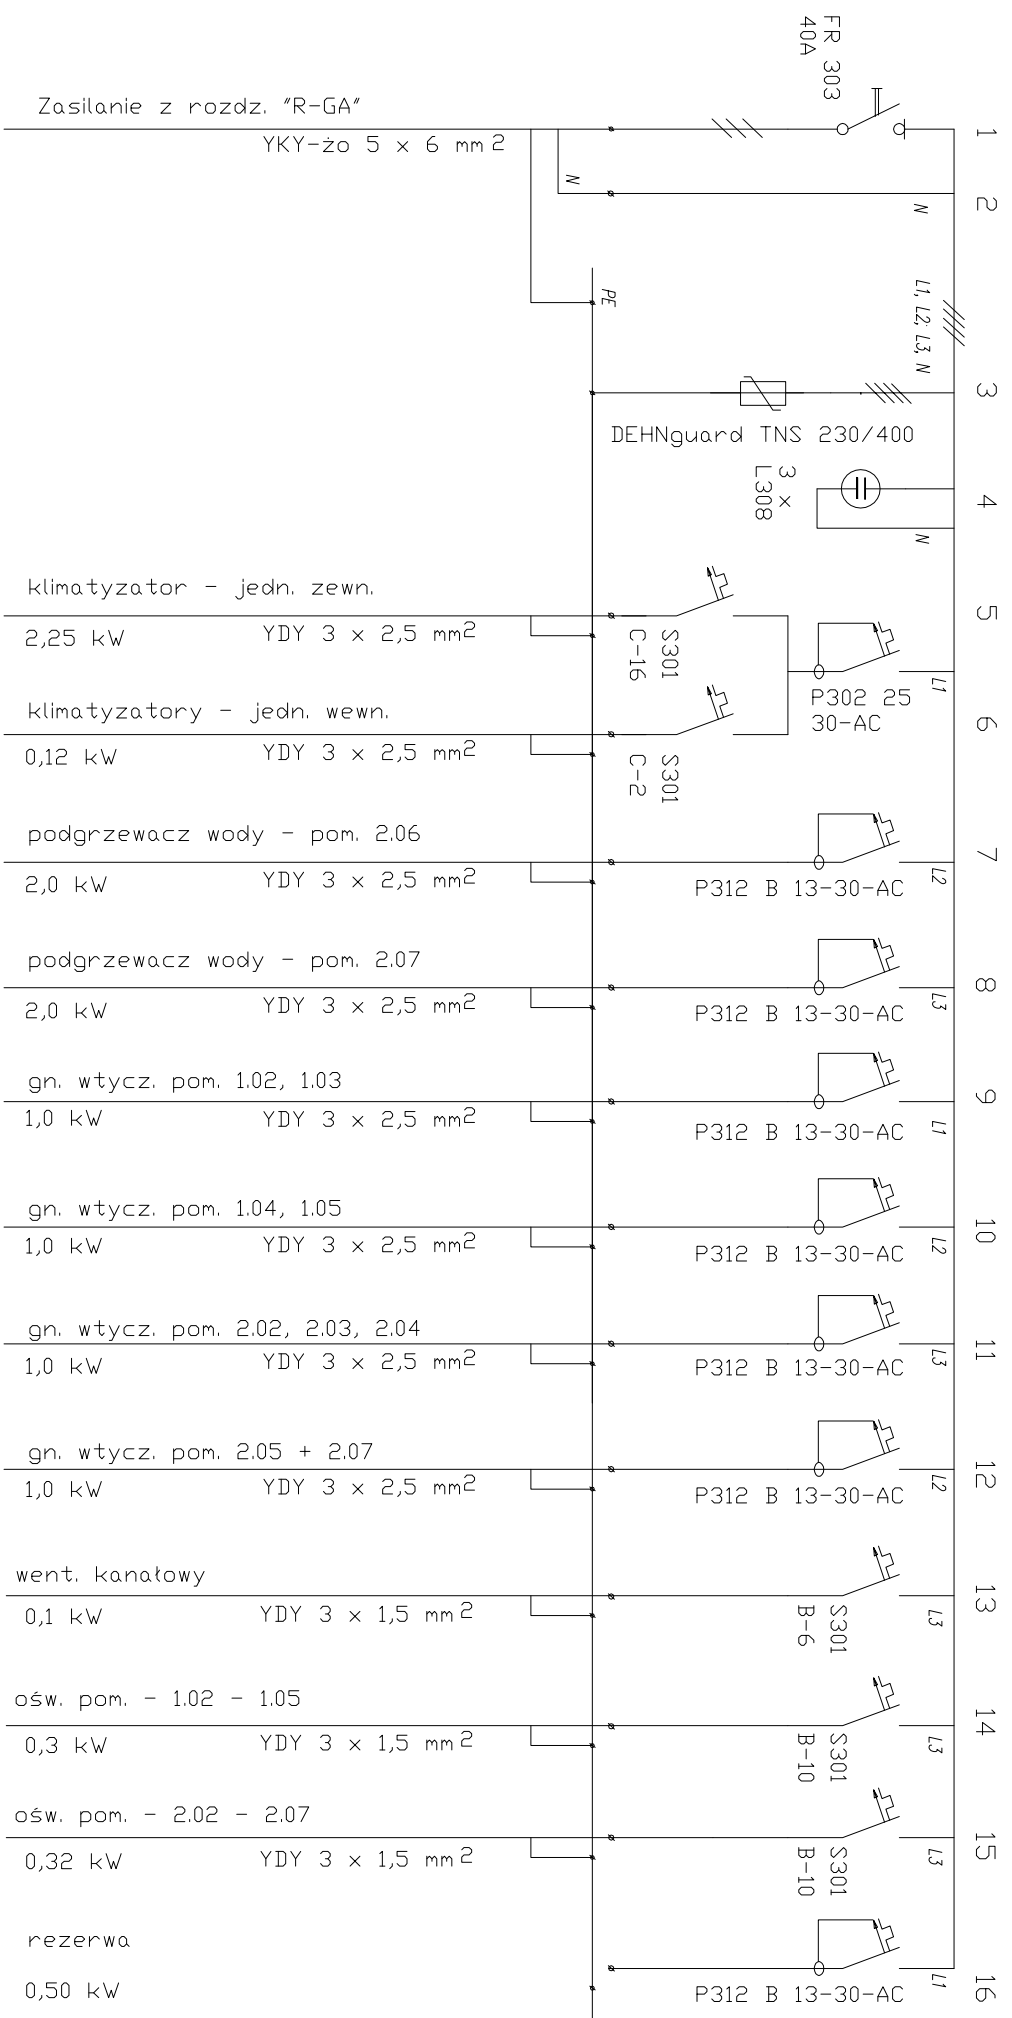 FR 303
40A
Zasilanie z rozdz. "R-GA"
1
YKY-żo 5 x 6 mm2
N
2
N
PE
L1, L2, L3, N
3
DEHNguard TNS 230/400
3 x
L308
4
N
klimatyzator - jedn. zewn.
5
2,25 kW
YDY 3 x 2,5 mm2
S301
C-16
L1
P302 25
30-AC
klimatyzatory - jedn. wewn.
6
0,12 kW
YDY 3 x 2,5 mm2
S301
C-2
podgrzewacz wody - pom. 2.06
7
2,0 kW
YDY 3 x 2,5 mm2
P312 B 13-30-AC
L2
podgrzewacz wody - pom. 2.07
8
2,0 kW
YDY 3 x 2,5 mm2
P312 B 13-30-AC
L3
gn. wtycz. pom. 1.02, 1.03
9
1,0 kW
YDY 3 x 2,5 mm2
P312 B 13-30-AC
L1
gn. wtycz. pom. 1.04, 1.05
10
1,0 kW
YDY 3 x 2,5 mm2
P312 B 13-30-AC
L2
gn. wtycz. pom. 2.02, 2.03, 2.04
11
1,0 kW
YDY 3 x 2,5 mm2
P312 B 13-30-AC
L3
gn. wtycz. pom. 2.05 + 2.07
12
1,0 kW
YDY 3 x 2,5 mm2
P312 B 13-30-AC
L2
went. kanałowy
13
0,1 kW
YDY 3 x 1,5 mm2
S301
B-6
L3
ośw. pom. - 1.02 - 1.05
14
0,3 kW
YDY 3 x 1,5 mm2
S301
B-10
L3
ośw. pom. - 2.02 - 2.07
15
0,32 kW
YDY 3 x 1,5 mm2
S301
B-10
L3
rezerwa
16
0,50 kW
P312 B 13-30-AC
L1